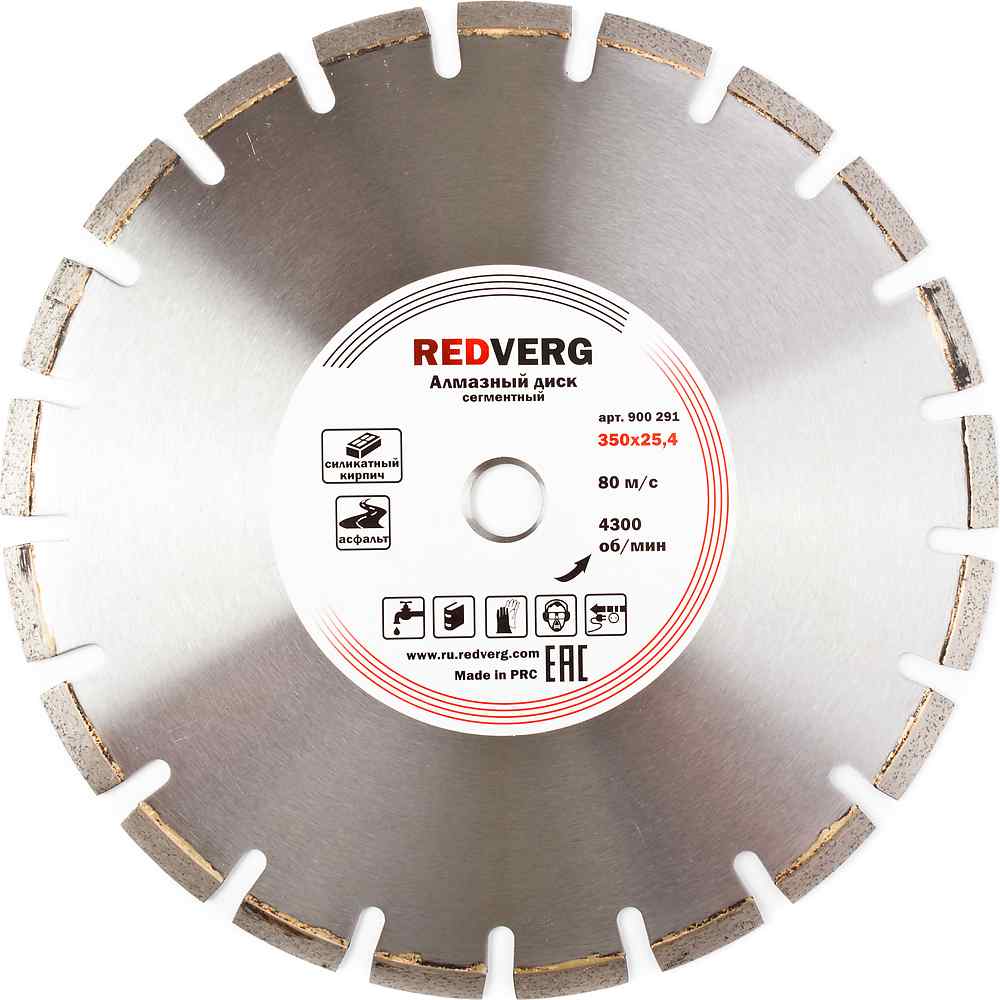 REDVERG
Алмазный диск
сегментный
арт. 900 291
350x25,4
силикатный
кирпич
80 м/с
асфальт
4300
об/мин
www.ru.redverg.com
Made in PRC
EAC